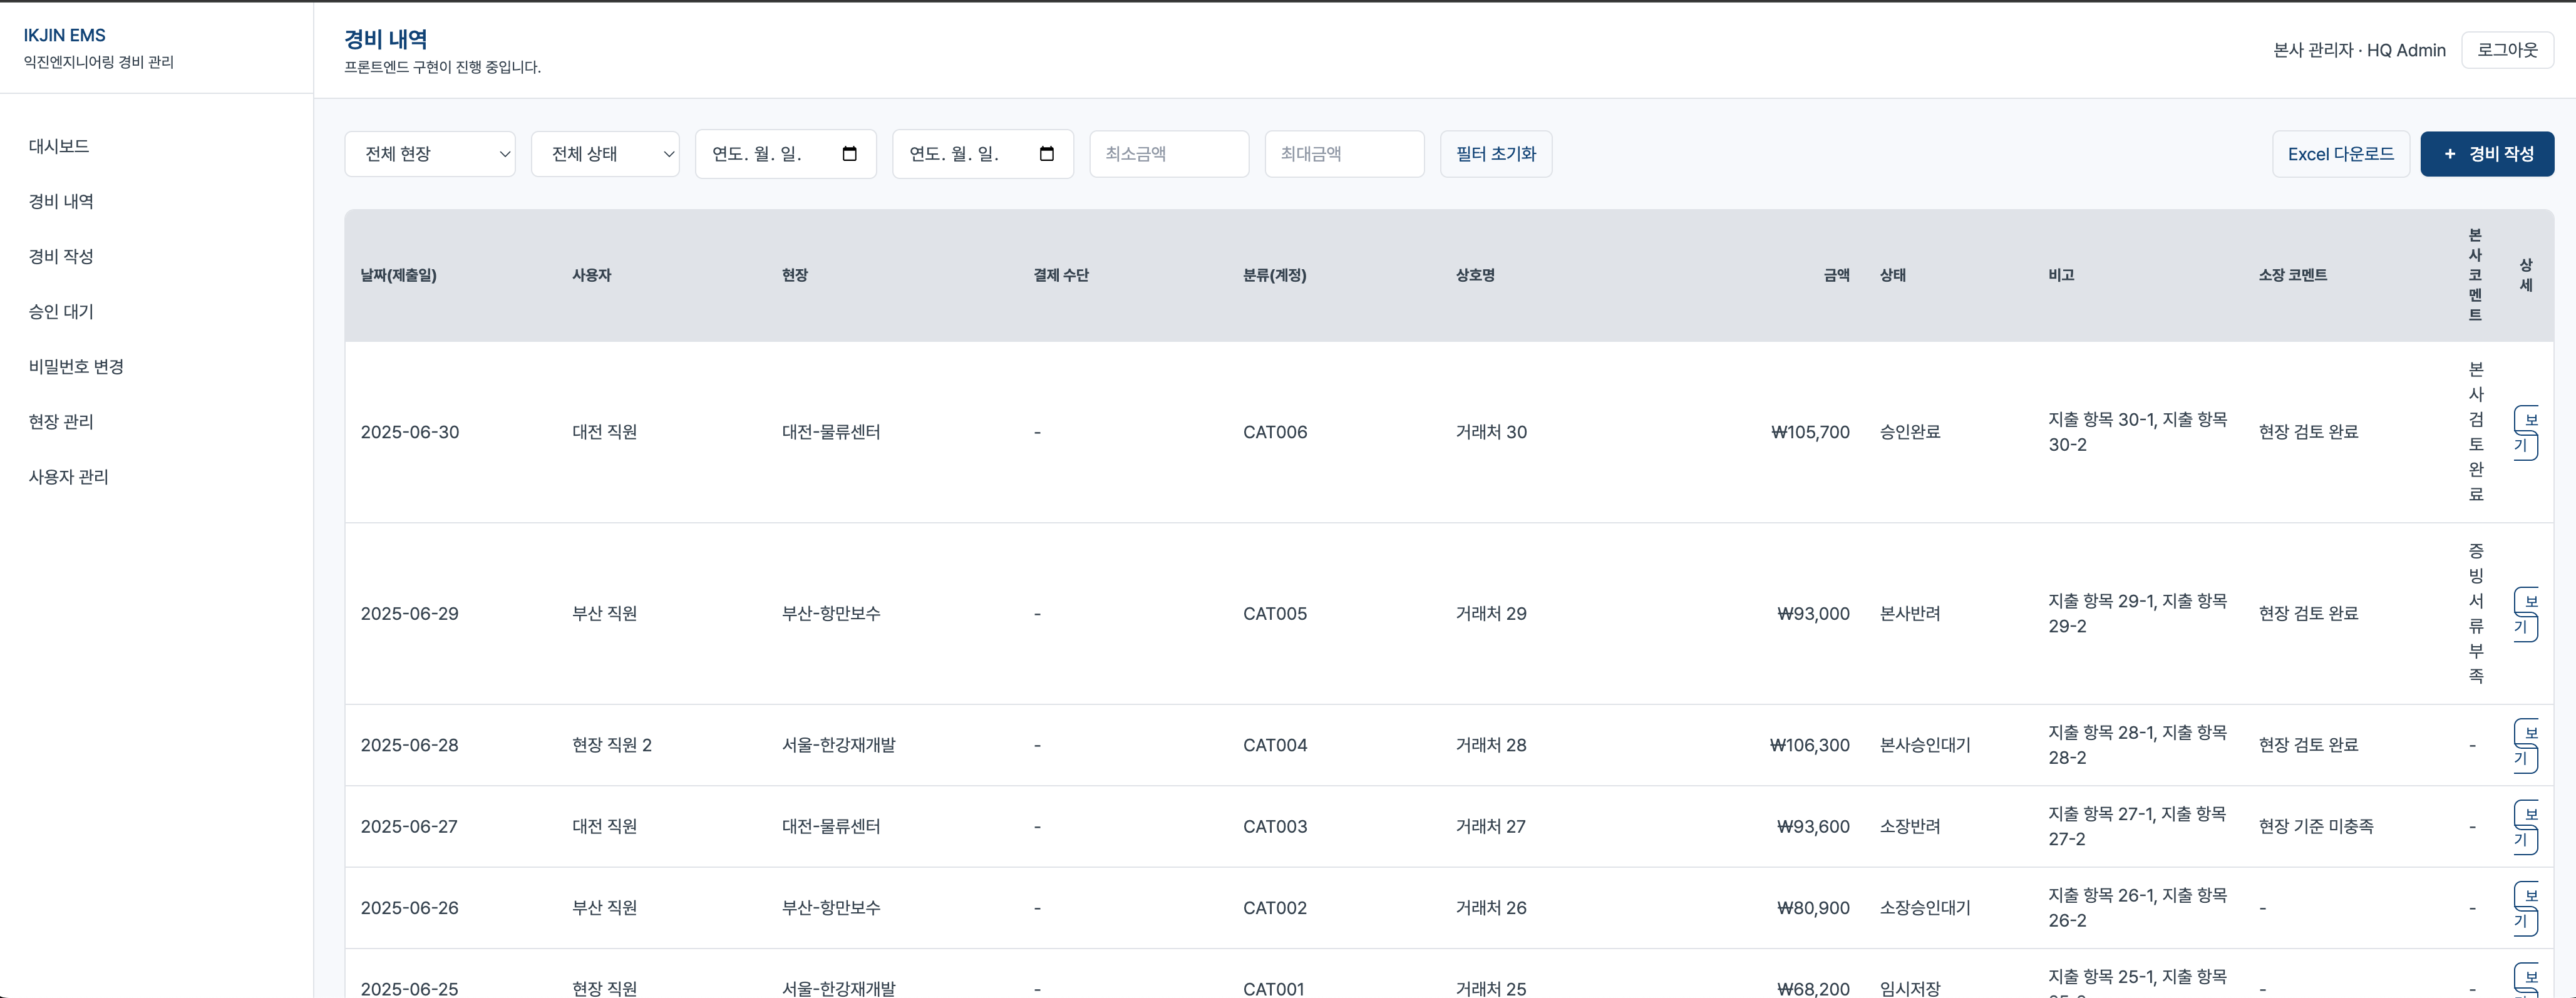 IKJIN EMS
익진엔지니어링 경비 관리
대시보드
경비 내역
경비 작성
승인 대기
비밀번호 변경
현장 관리
사용자 관리
경비 내역
프론트엔드 구현이 진행 중입니다.
본사 관리자 · HQ Admin 로그아웃
전체 현장 전체 상태 연도. 월. 일. 연도. 월. 일. 최소금액 최대금액 필터 초기화 Excel 다운로드 + 경비 작성
날짜(제출일) 사용자 현장 결제 수단 분류(계정) 상호명 금액 상태 비고 소장 코멘트 본사 코멘트 상세
2025-06-30 대전 직원 대전-물류센터 - CAT006 거래처 30 ₩105,700 승인완료 지출 항목 30-1, 지출 항목 30-2 현장 검토 완료 본사 검토 완료 보기
2025-06-29 부산 직원 부산-항만보수 - CAT005 거래처 29 ₩93,000 본사반려 지출 항목 29-1, 지출 항목 29-2 현장 검토 완료 증빙 서류 부족 보기
2025-06-28 현장 직원 2 서울-한강재개발 - CAT004 거래처 28 ₩106,300 본사승인대기 지출 항목 28-1, 지출 항목 28-2 현장 검토 완료 - 보기
2025-06-27 대전 직원 대전-물류센터 - CAT003 거래처 27 ₩93,600 소장반려 지출 항목 27-1, 지출 항목 27-2 현장 기준 미충족 - 보기
2025-06-26 부산 직원 부산-항만보수 - CAT002 거래처 26 ₩80,900 소장승인대기 지출 항목 26-1, 지출 항목 26-2 - - 보기
2025-06-25 현장 직원 서울-한강재개발 - CAT001 거래처 25 ₩68,200 임시저장 지출 항목 25-1, 지출 항목 - - 보